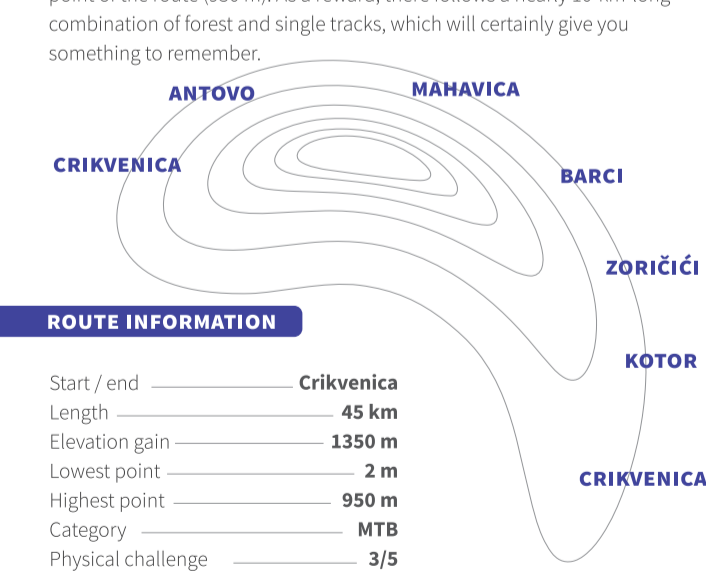 combination of forest and single tracks, which will certainly give you
something to remember.
ANTOVO
MAHAVICA
CRIKVENICA
BARCI
ZORIČIĆI
KOTOR
CRIKVENICA
ROUTE INFORMATION
Start / end Crikvenica
Length 45 km
Elevation gain 1350 m
Lowest point 2 m
Highest point 950 m
Category MTB
Physical challenge 3/5